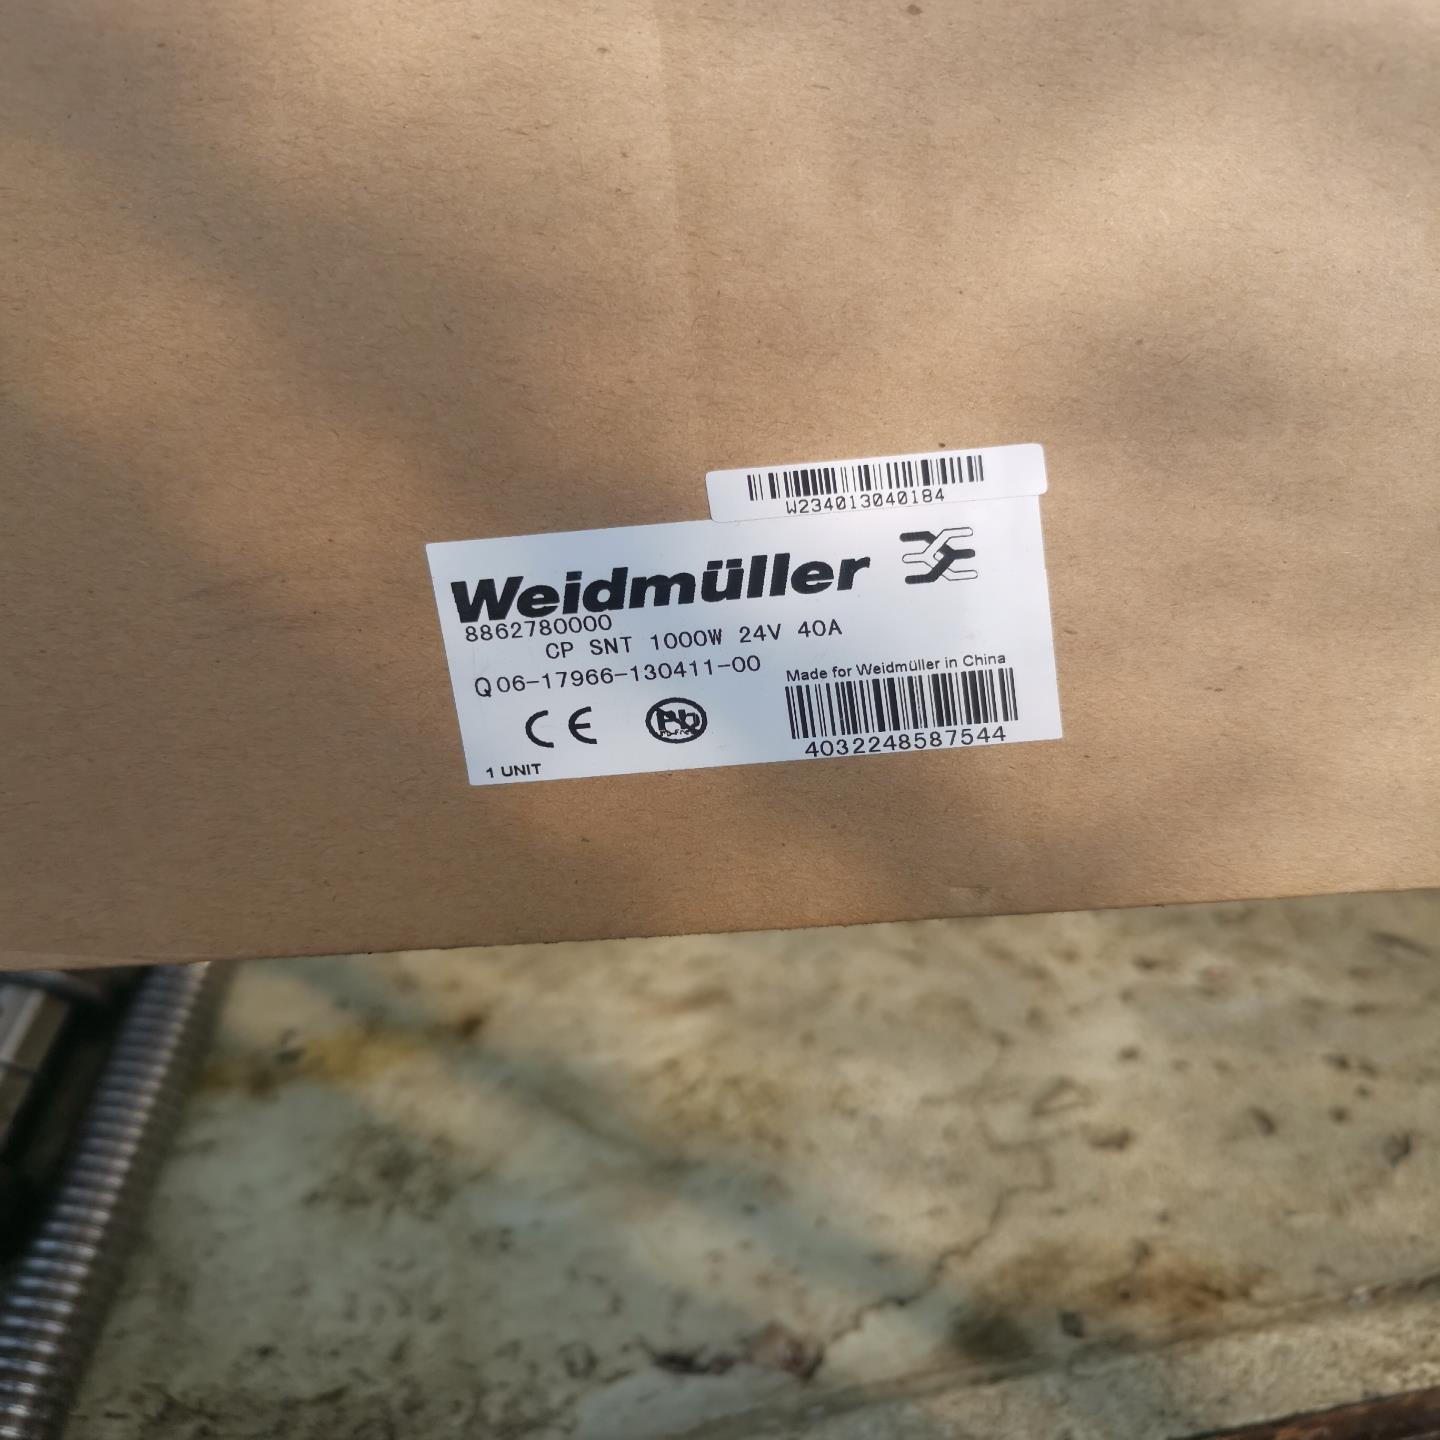 W234013040184
Weidmüller
8862780000
CP SNT 1000W 24V 40A
Q06-17966-130411-00
Made for Weidmüller in China
CE
Pb
4032248587544
1 UNIT